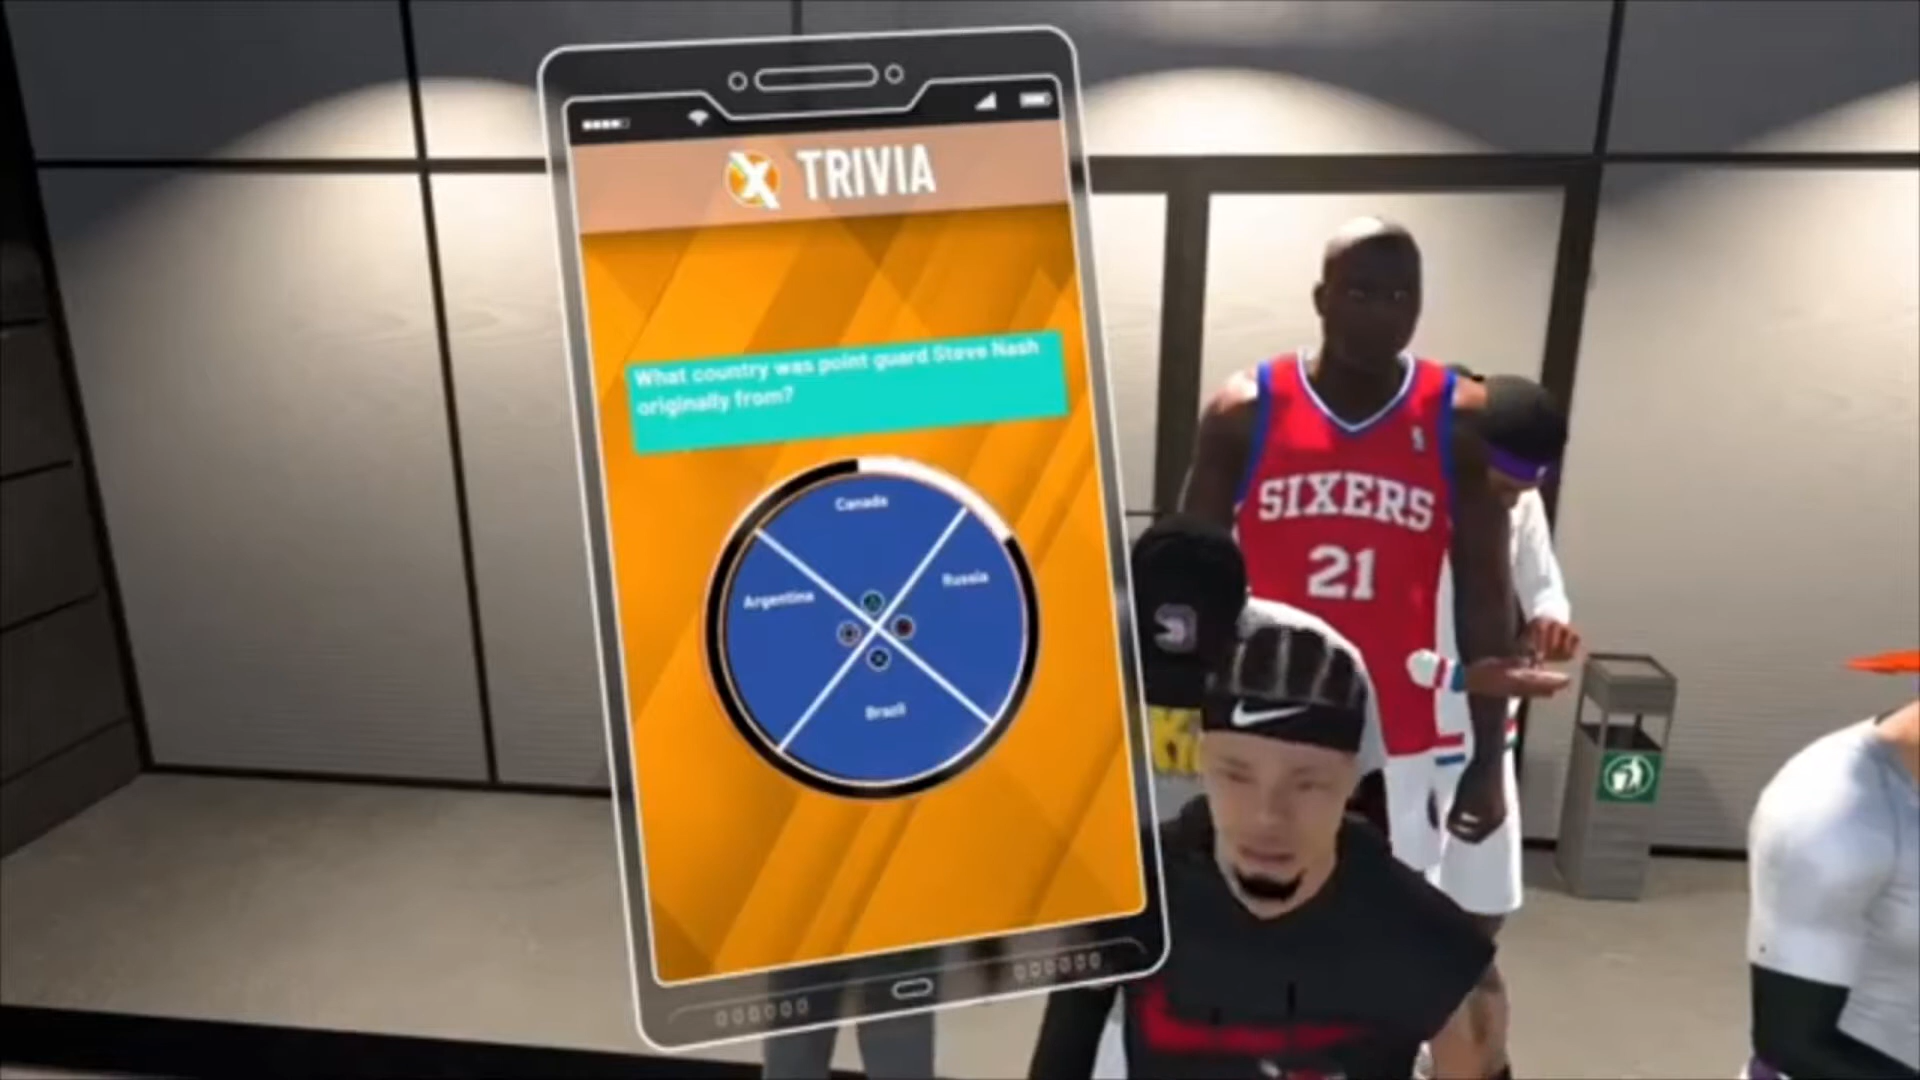 X TRIVIA
What country was point guard Steve Nash
originally from?
Canada
Argentina
Russia
Brazil
SIXERS
21